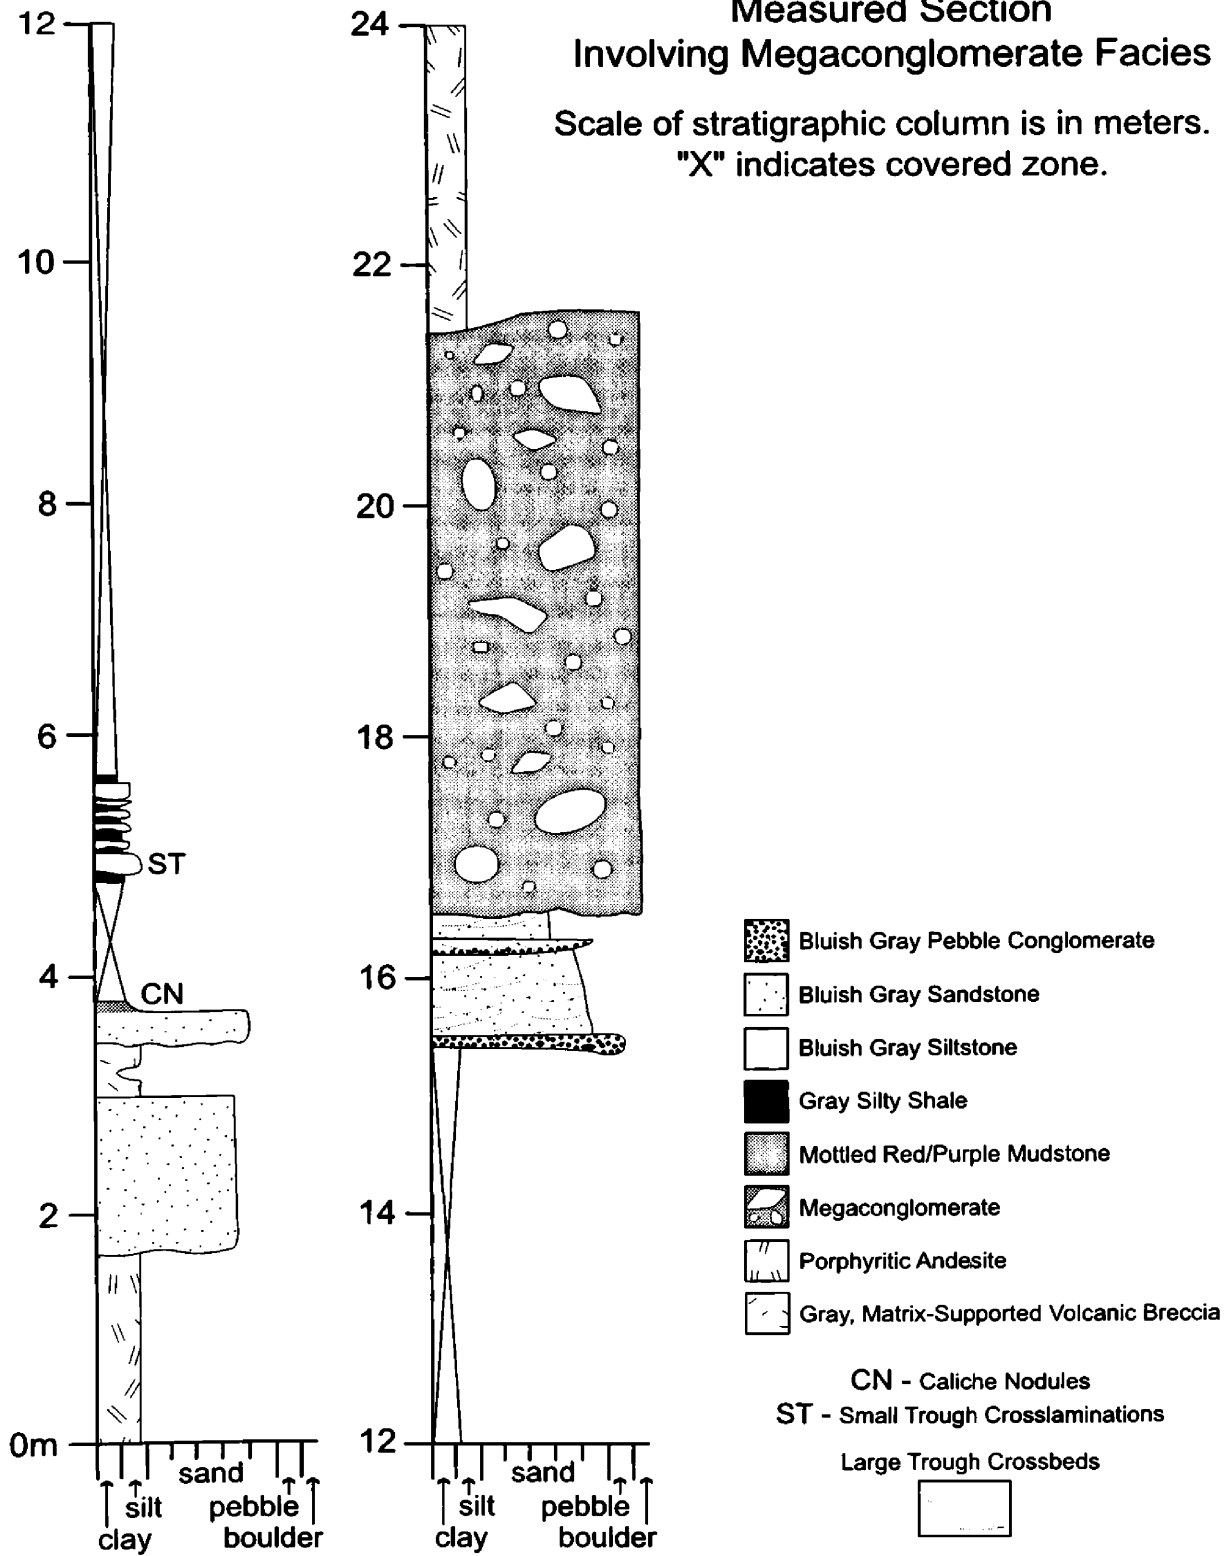 Measured Section
Involving Megaconglomerate Facies
Scale of stratigraphic column is in meters.
"X" indicates covered zone.
12
10
8
6
ST
4
CN
2
0m
sand
silt
pebble
clay
boulder
24
22
20
18
16
14
12
sand
silt
pebble
clay
boulder
Bluish Gray Pebble Conglomerate
Bluish Gray Sandstone
Bluish Gray Siltstone
Gray Silty Shale
Mottled Red/Purple Mudstone
Megaconglomerate
Porphyritic Andesite
Gray, Matrix-Supported Volcanic Breccia
CN - Caliche Nodules
ST - Small Trough Crosslaminations
Large Trough Crossbeds